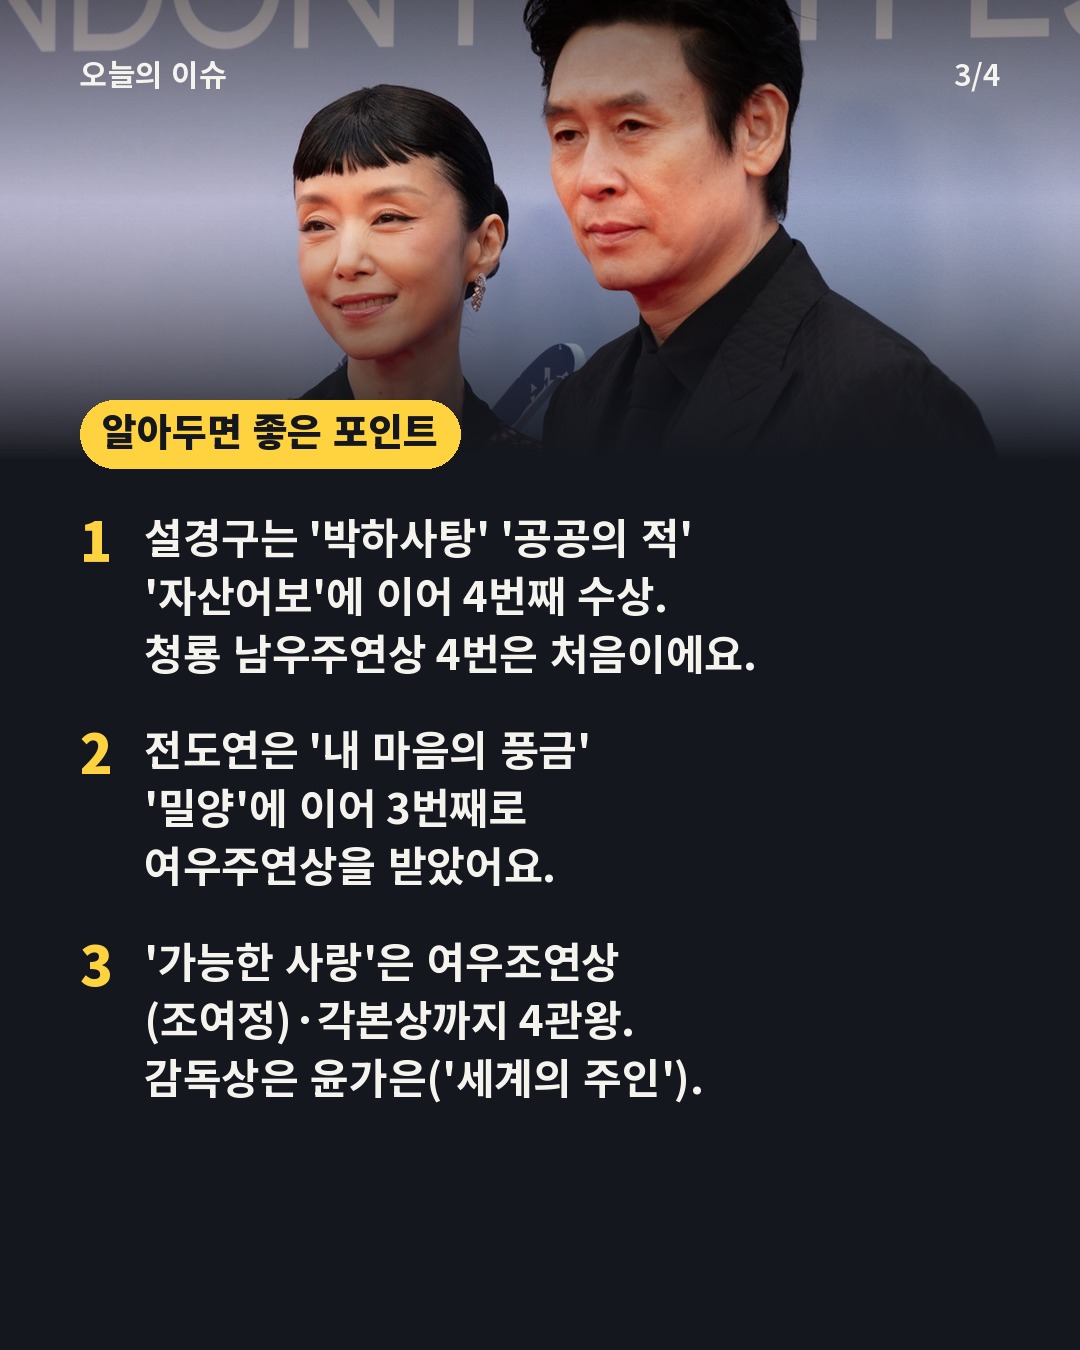 오늘의 이슈
3/4
알아두면 좋은 포인트
1 설경구는 '박하사탕' '공공의 적'
'자산어보'에 이어 4번째 수상.
청룡 남우주연상 4번은 처음이에요.
2 전도연은 '내 마음의 풍금'
'밀양'에 이어 3번째로
여우주연상을 받았어요.
3 '가능한 사랑'은 여우조연상
(조여정)·각본상까지 4관왕.
감독상은 윤가은('세계의 주인').